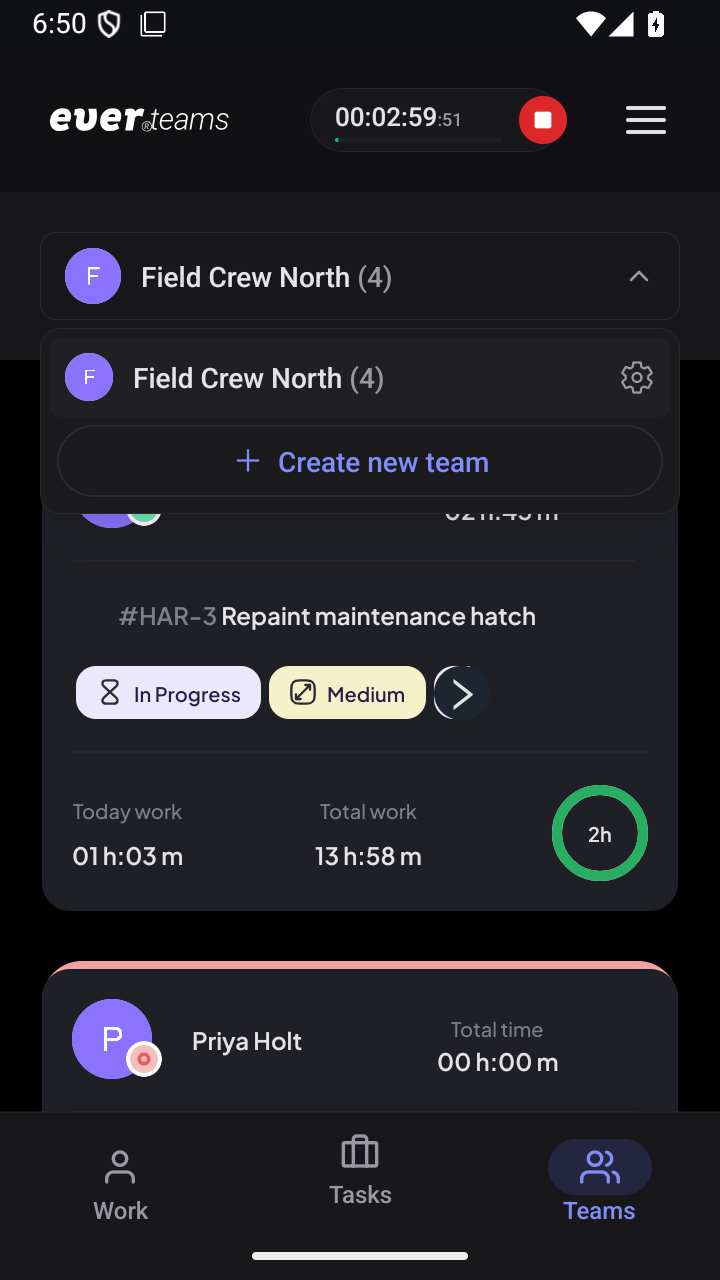 6:50
ever®teams
00:02:59:51
F
Field Crew North (4)
F
Field Crew North (4)
+ Create new team
02 h:43 m
#HAR-3 Repaint maintenance hatch
In Progress
Medium
Today work
Total work
01 h:03 m
13 h:58 m
2h
P
Priya Holt
Total time
00 h:00 m
Work
Tasks
Teams